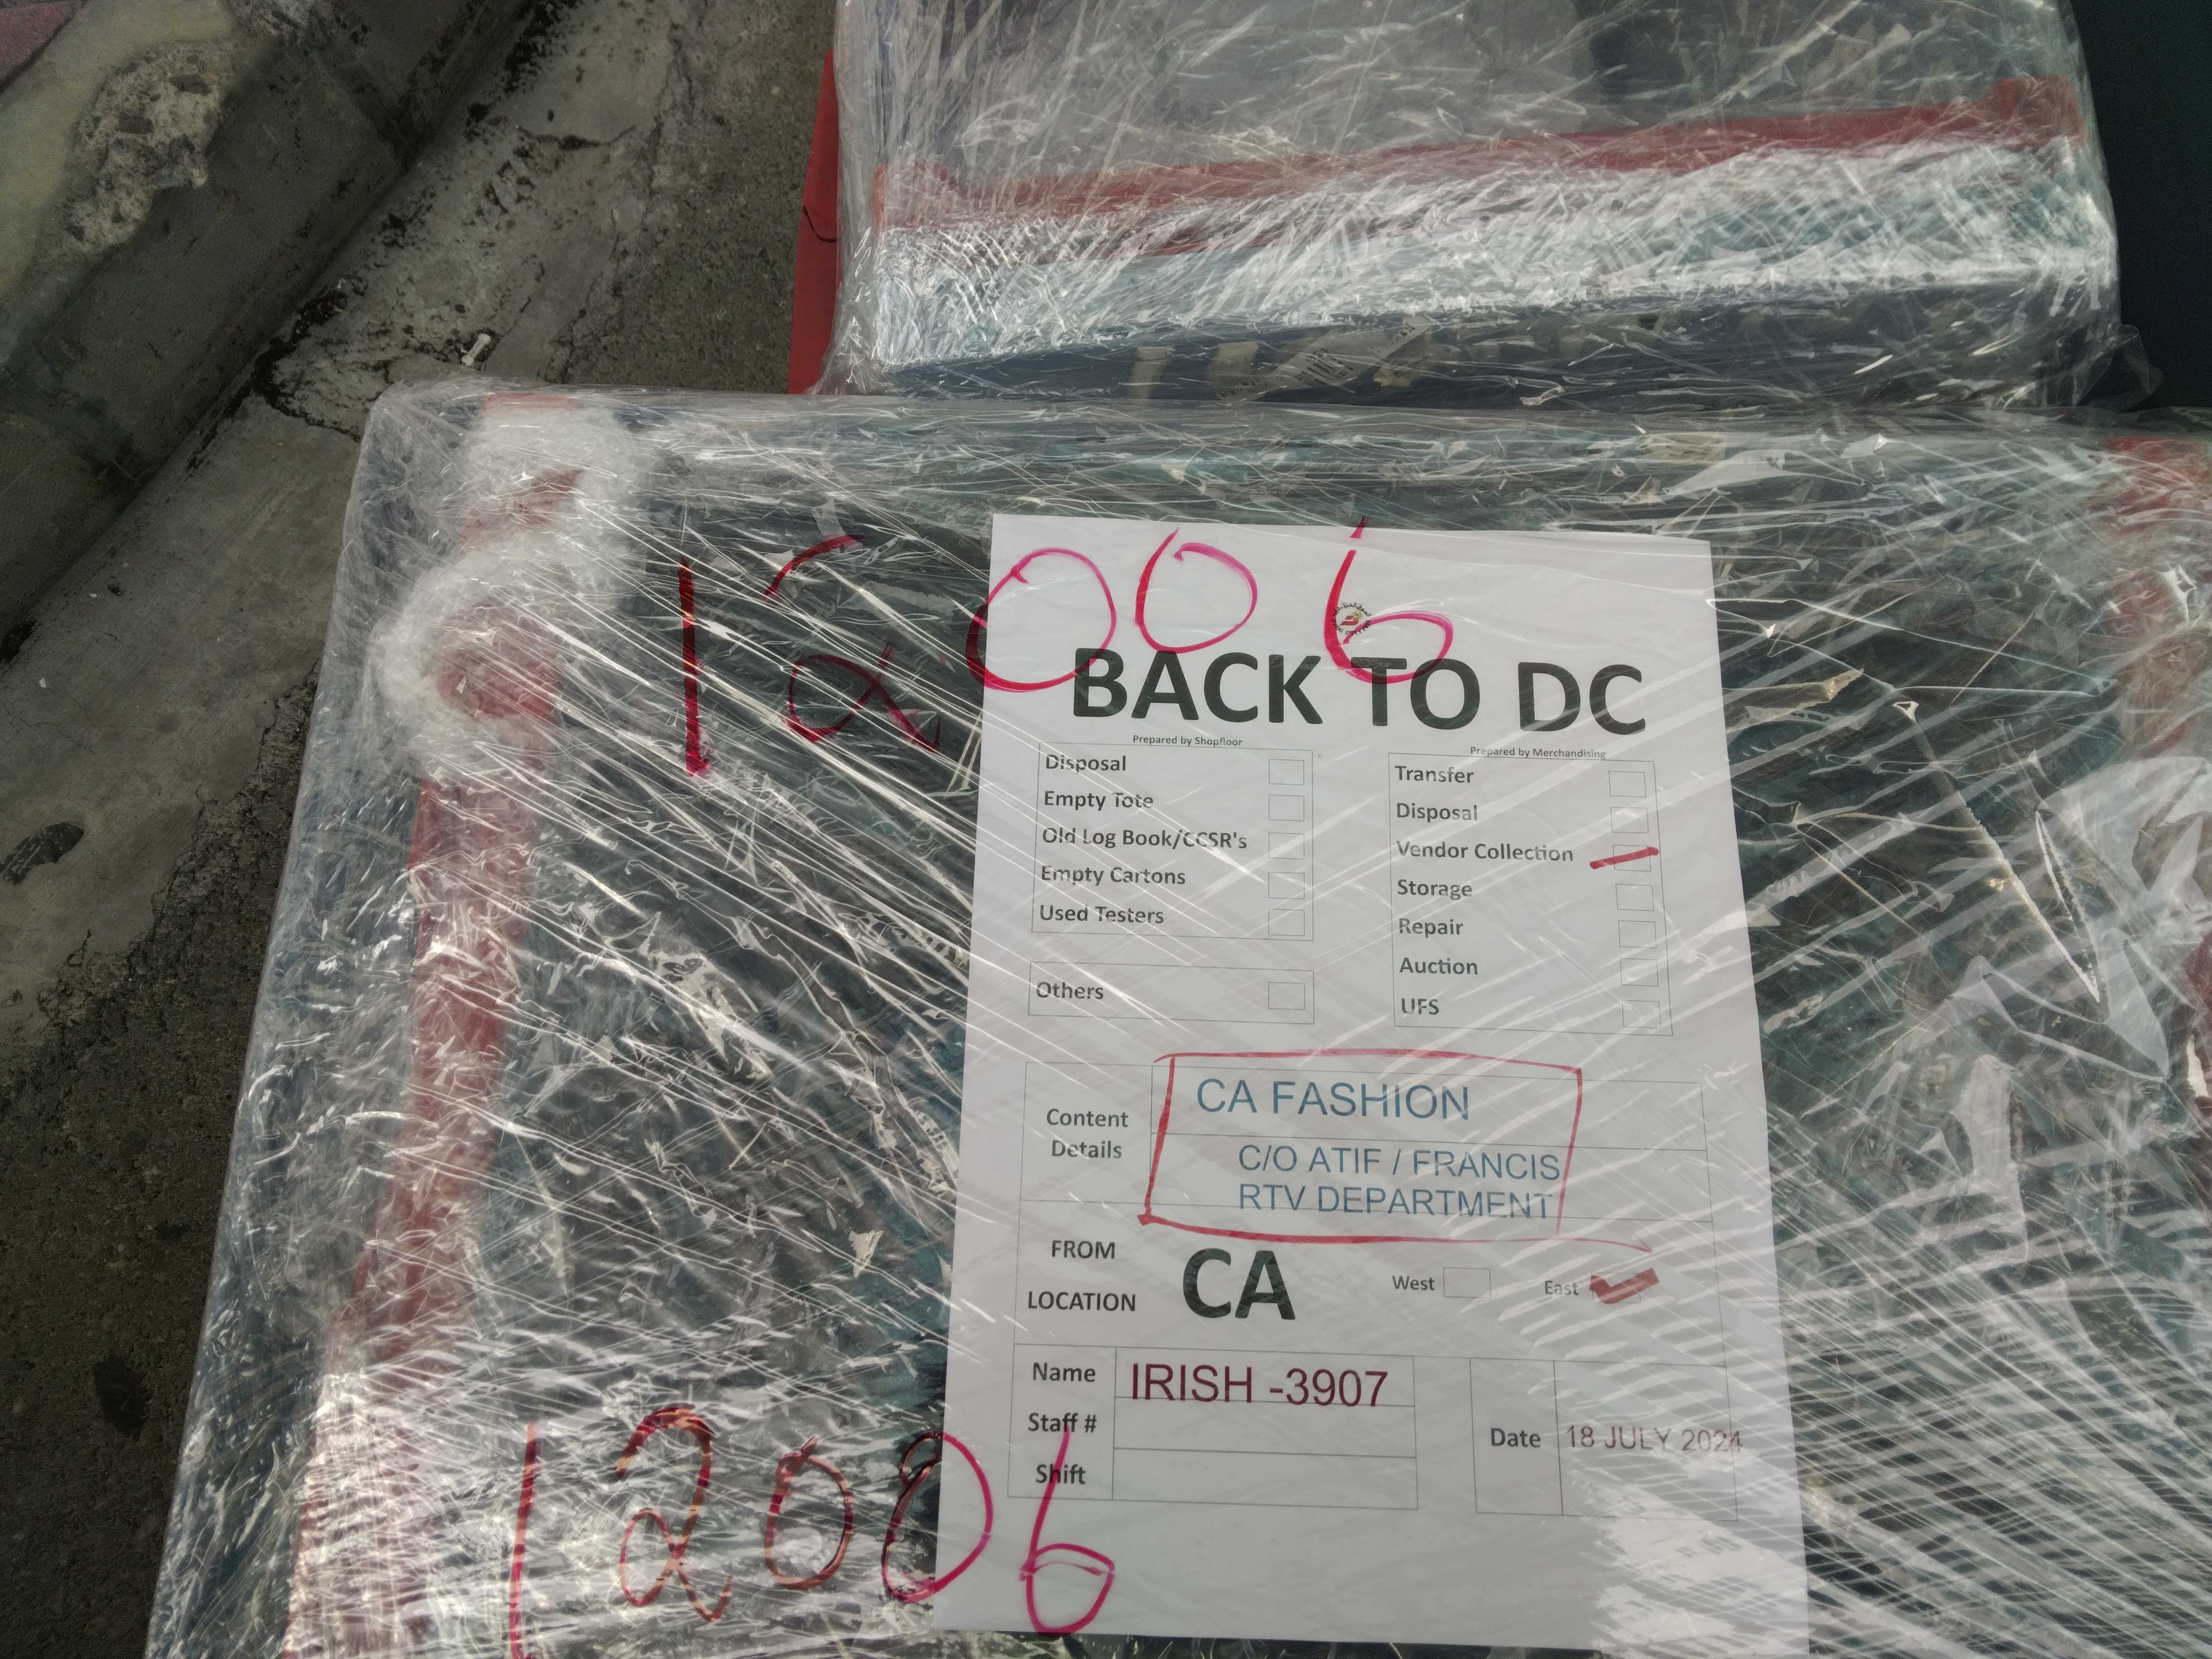 12006
BACK TO DC
Prepared by Shopfloor
Disposal
Empty Tote
Old Log Book/CCSR's
Empty Cartons
Used Testers
Others
Prepared by Merchandising
Transfer
Disposal
Vendor Collection
Storage
Repair
Auction
UFS
Content Details
CA FASHION
C/O ATIF / FRANCIS
RTV DEPARTMENT
FROM LOCATION
CA
West
East
Name
IRISH -3907
Staff #
Shift
Date
18 JULY 2024
12006